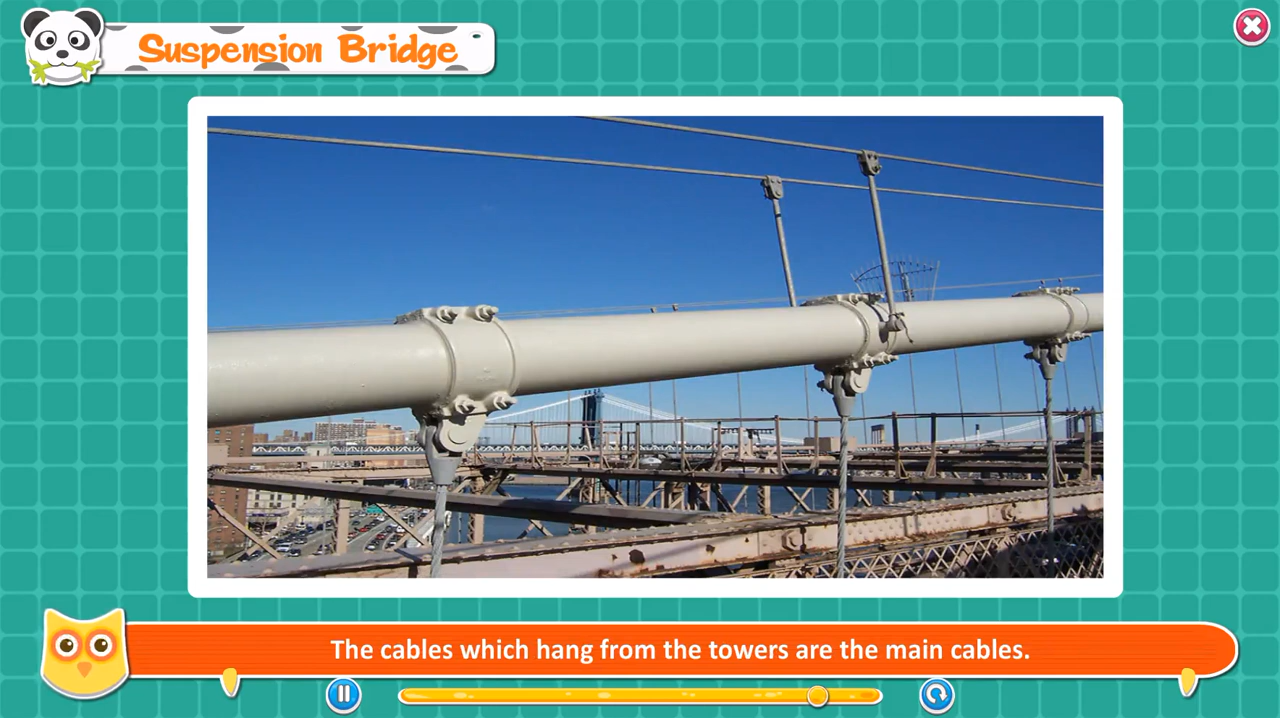 Suspension Bridge
The cables which hang from the towers are the main cables.